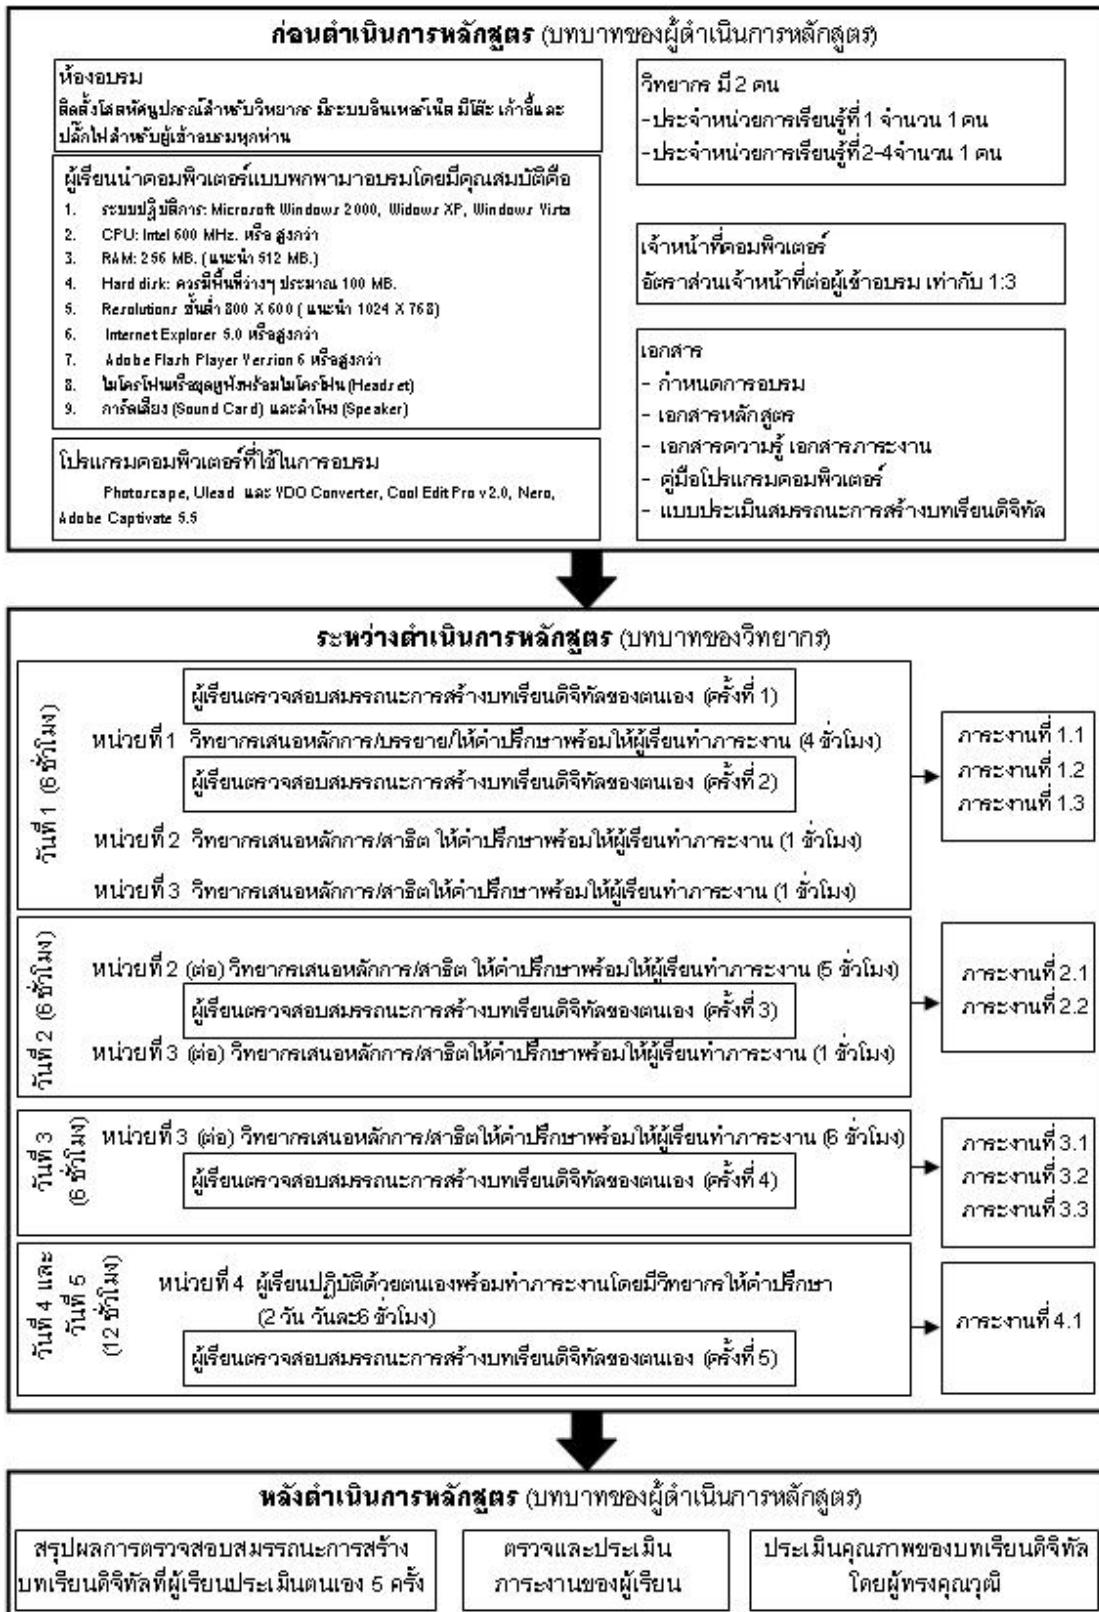 ก่อนดำเนินการหลักสูตร (บทบาทของผู้ดำเนินการหลักสูตร)
ห้องอบรม
ติดตั้งโสตทัศนูปกรณ์สำหรับวิทยากร มีระบบอินเทอร์เน็ต มีโต๊ะ เก้าอี้และ
ปลั๊กไฟสำหรับผู้เข้าอบรมทุกท่าน
ผู้เรียนนำคอมพิวเตอร์แบบพกพามาอบรมโดยมีคุณสมบัติคือ
1. ระบบปฏิบัติการ: Microsoft Windows 2000, Widows XP, Windows Vista
2. CPU: Intel 600 MHz. หรือ สูงกว่า
3. RAM: 256 MB. (แนะนำ 512 MB.)
4. Hard disk: ควรมีพื้นที่ว่างๆ ประมาณ 100 MB.
5. Resolutions ขั้นต่ำ 800 X 600 ( แนะนำ 1024 X 768)
6. Internet Explorer 5.0 หรือสูงกว่า
7. Adobe Flash Player Version 6 หรือสูงกว่า
8. ไมโครโฟนหรือชุดหูฟังพร้อมไมโครโฟน (Headset)
9. การ์ดเสียง (Sound Card) และลำโพง (Speaker)
โปรแกรมคอมพิวเตอร์ที่ใช้ในการอบรม
Photoscape, Ulead และ VDO Converter, Cool Edit Pro v2.0, Nero,
Adobe Captivate 5.5
วิทยากร มี 2 คน
-ประจำหน่วยการเรียนรู้ที่ 1 จำนวน 1 คน
-ประจำหน่วยการเรียนรู้ที่2-4จำนวน 1 คน
เจ้าหน้าที่คอมพิวเตอร์
อัตราส่วนเจ้าหน้าที่ต่อผู้เข้าอบรม เท่ากับ 1:3
เอกสาร
- กำหนดการอบรม
- เอกสารหลักสูตร
- เอกสารความรู้ เอกสารภาระงาน
- คู่มือโปรแกรมคอมพิวเตอร์
- แบบประเมินสมรรถนะการสร้างบทเรียนดิจิทัล
ระหว่างดำเนินการหลักสูตร (บทบาทของวิทยากร)
วันที่ 1 (6 ชั่วโมง)
ผู้เรียนตรวจสอบสมรรถนะการสร้างบทเรียนดิจิทัลของตนเอง (ครั้งที่ 1)
หน่วยที่ 1 วิทยากรเสนอหลักการ/บรรยาย/ให้คำปรึกษาพร้อมให้ผู้เรียนทำภาระงาน (4 ชั่วโมง)
ผู้เรียนตรวจสอบสมรรถนะการสร้างบทเรียนดิจิทัลของตนเอง (ครั้งที่ 2)
หน่วยที่ 2 วิทยากรเสนอหลักการ/สาธิต ให้คำปรึกษาพร้อมให้ผู้เรียนทำภาระงาน (1 ชั่วโมง)
หน่วยที่ 3 วิทยากรเสนอหลักการ/สาธิตให้คำปรึกษาพร้อมให้ผู้เรียนทำภาระงาน (1 ชั่วโมง)
ภาระงานที่ 1.1
ภาระงานที่ 1.2
ภาระงานที่ 1.3
วันที่ 2 (6 ชั่วโมง)
หน่วยที่ 2 (ต่อ) วิทยากรเสนอหลักการ/สาธิต ให้คำปรึกษาพร้อมให้ผู้เรียนทำภาระงาน (5 ชั่วโมง)
ผู้เรียนตรวจสอบสมรรถนะการสร้างบทเรียนดิจิทัลของตนเอง (ครั้งที่ 3)
หน่วยที่ 3 (ต่อ) วิทยากรเสนอหลักการ/สาธิตให้คำปรึกษาพร้อมให้ผู้เรียนทำภาระงาน (1 ชั่วโมง)
ภาระงานที่ 2.1
ภาระงานที่ 2.2
วันที่ 3
(6 ชั่วโมง)
หน่วยที่ 3 (ต่อ) วิทยากรเสนอหลักการ/สาธิตให้คำปรึกษาพร้อมให้ผู้เรียนทำภาระงาน (6 ชั่วโมง)
ผู้เรียนตรวจสอบสมรรถนะการสร้างบทเรียนดิจิทัลของตนเอง (ครั้งที่ 4)
ภาระงานที่ 3.1
ภาระงานที่ 3.2
ภาระงานที่ 3.3
วันที่ 4 และ
วันที่ 5
(12 ชั่วโมง)
หน่วยที่ 4 ผู้เรียนปฏิบัติด้วยตนเองพร้อมทำภาระงานโดยมีวิทยากรให้คำปรึกษา
(2 วัน วันละ6 ชั่วโมง)
ผู้เรียนตรวจสอบสมรรถนะการสร้างบทเรียนดิจิทัลของตนเอง (ครั้งที่ 5)
ภาระงานที่ 4.1
หลังดำเนินการหลักสูตร (บทบาทของผู้ดำเนินการหลักสูตร)
สรุปผลการตรวจสอบสมรรถนะการสร้าง
บทเรียนดิจิทัลที่ผู้เรียนประเมินตนเอง 5 ครั้ง
ตรวจและประเมิน
ภาระงานของผู้เรียน
ประเมินคุณภาพของบทเรียนดิจิทัล
โดยผู้ทรงคุณวุฒิ